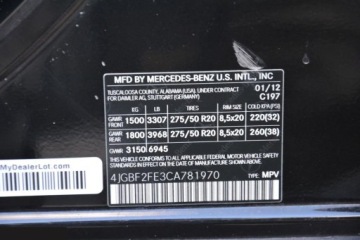 MFD BY MERCEDES-BENZ U.S. INTL., INC
TUSCALOOSA COUNTY, ALABAMA (USA), UNDER CONTRACT
FOR DAIMLER AG, STUTTGART (GERMANY)
01/12
C197
KG LB TIRES RIM SIZE COLD KPA (PSI)
GAWR FRONT 1500 3307 275/50 R20 8,5x20 220(32)
GAWR REAR 1800 3968 275/50 R20 8,5x20 260(38)
GVWR 3150 6945
THIS VEHICLE CONFORMS TO ALL APPLICABLE FEDERAL MOTOR
VEHICLE SAFETY STANDARDS IN EFFECT ON THE
DATE OF MANUFACTURE SHOWN ABOVE.
4JGBF2FE3CA781970 TYPE: MPV
MyDealerLot.com